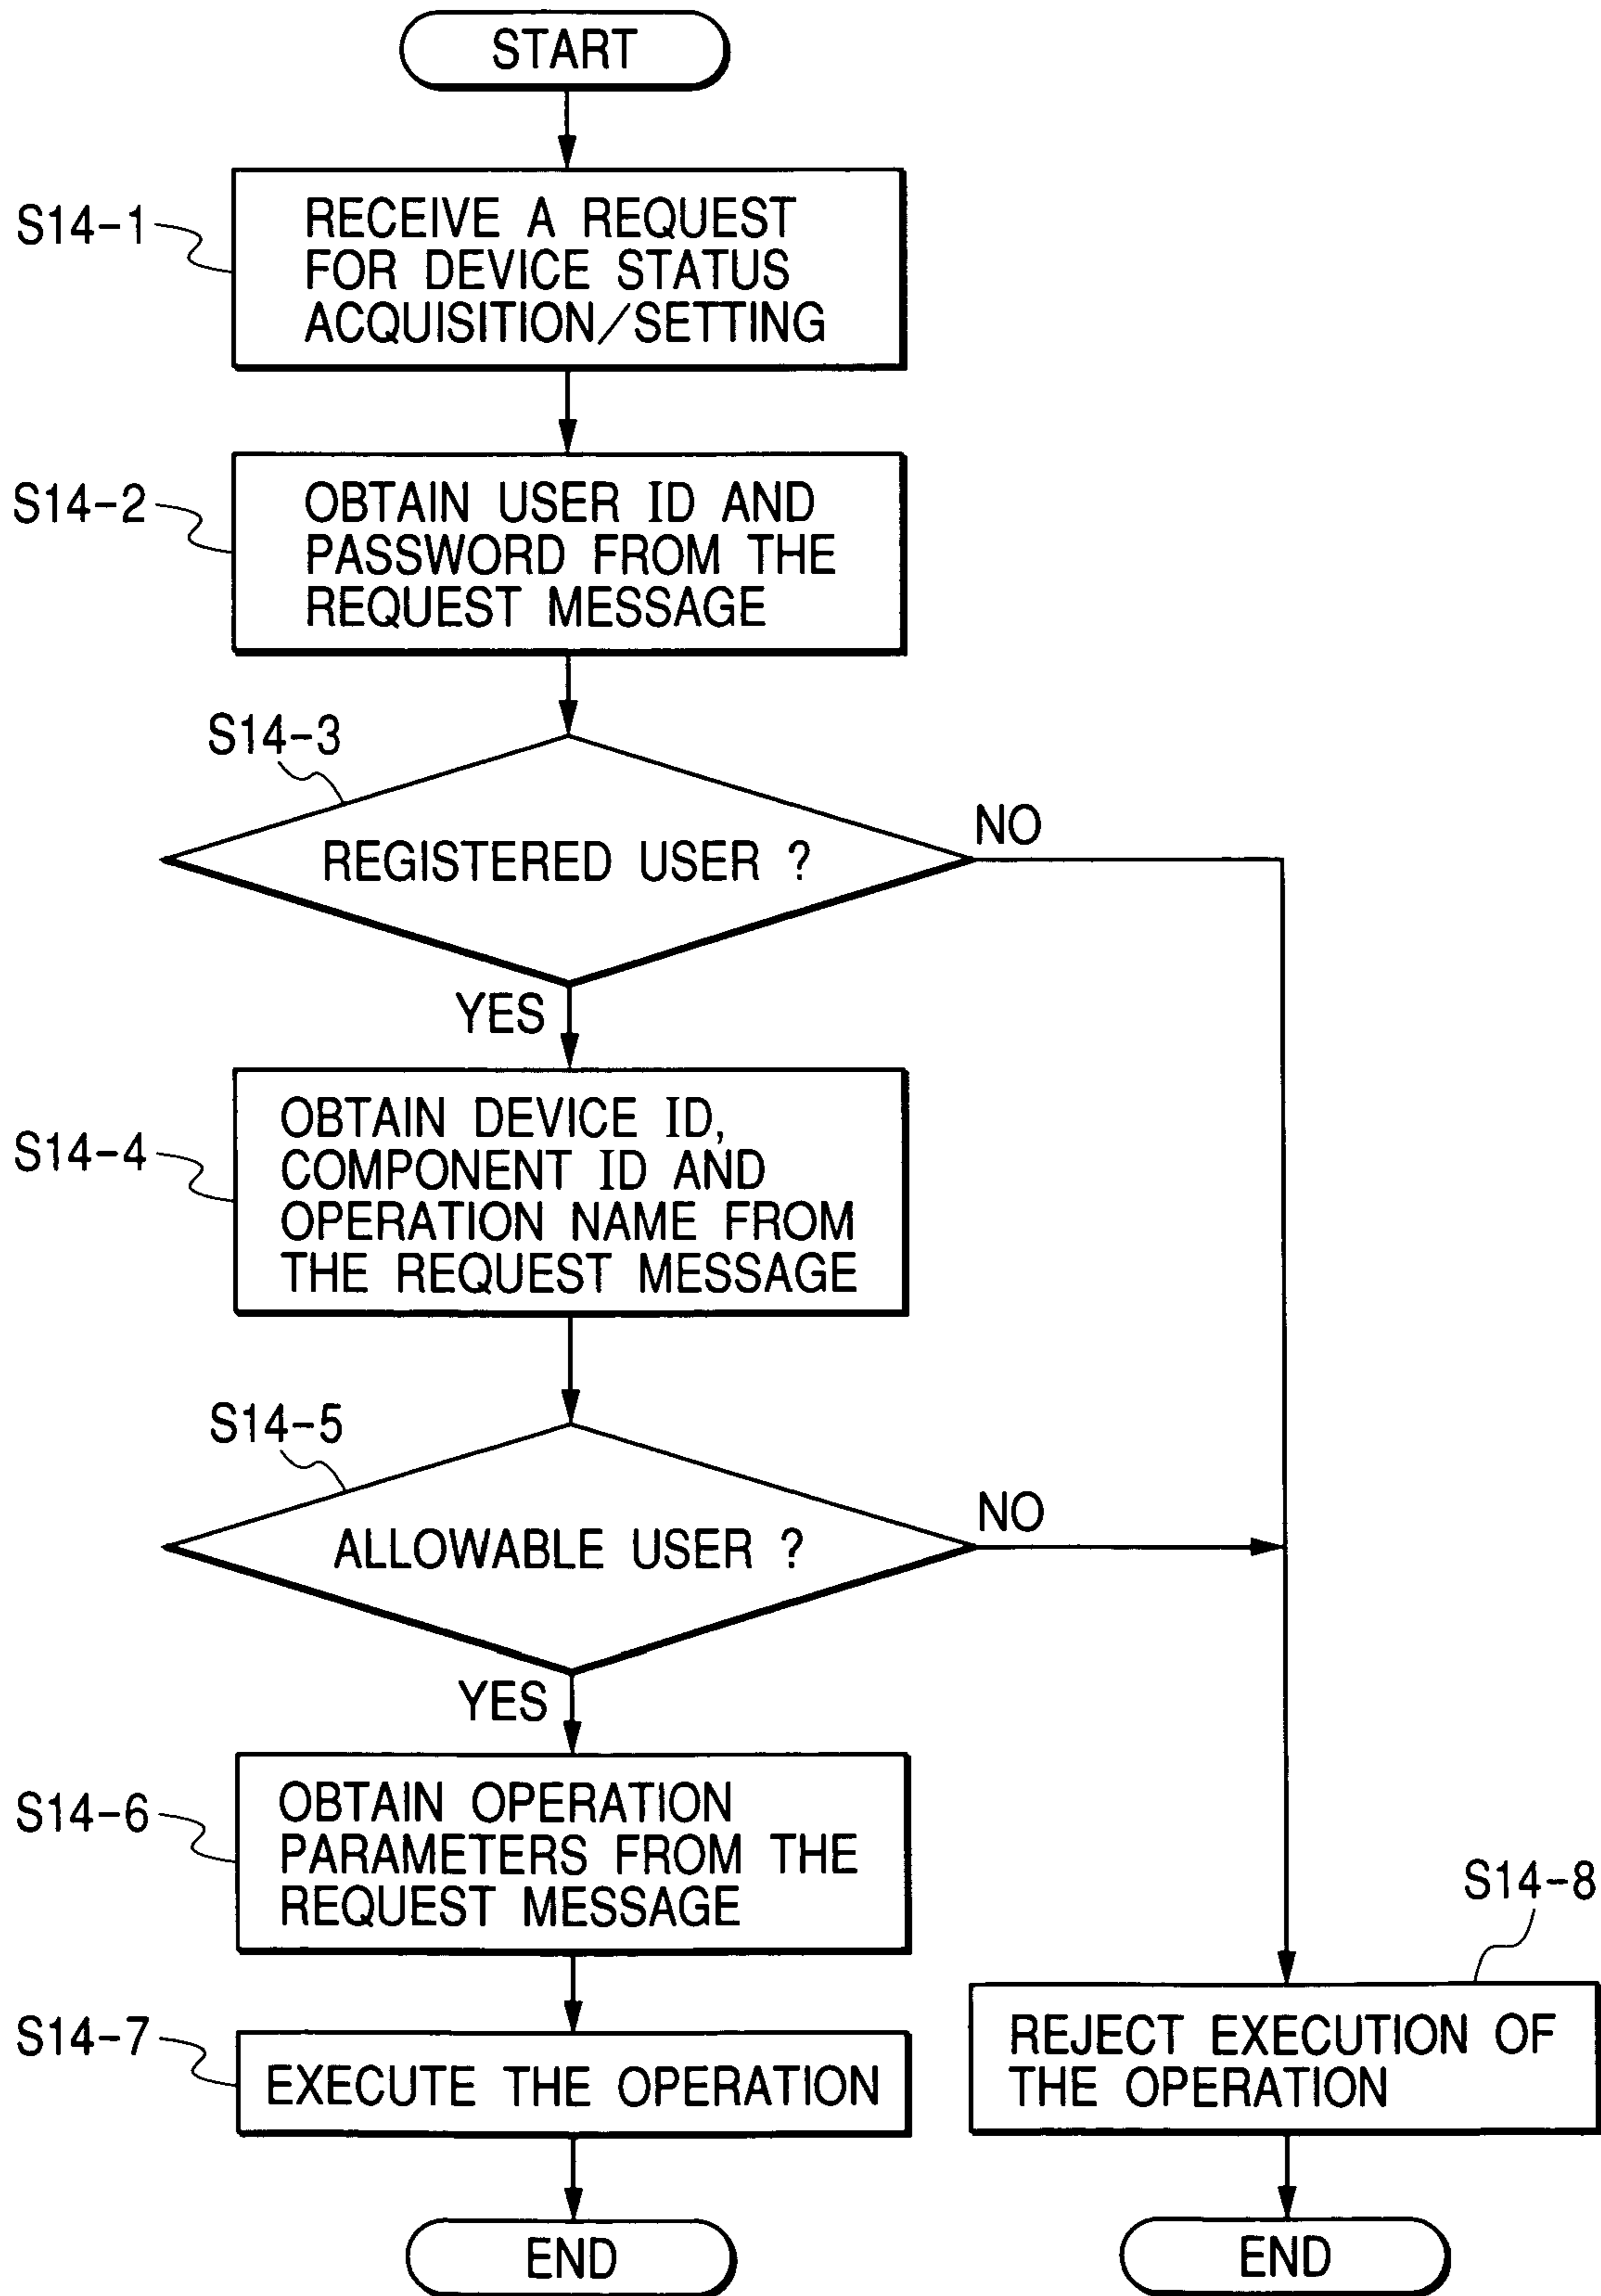 START
S14-1
RECEIVE A REQUEST
FOR DEVICE STATUS
ACQUISITION/SETTING
S14-2
OBTAIN USER ID AND
PASSWORD FROM THE
REQUEST MESSAGE
S14-3
REGISTERED USER ?
NO
YES
S14-4
OBTAIN DEVICE ID,
COMPONENT ID AND
OPERATION NAME FROM
THE REQUEST MESSAGE
S14-5
ALLOWABLE USER ?
NO
YES
S14-6
OBTAIN OPERATION
PARAMETERS FROM THE
REQUEST MESSAGE
S14-7
EXECUTE THE OPERATION
END
S14-8
REJECT EXECUTION OF
THE OPERATION
END